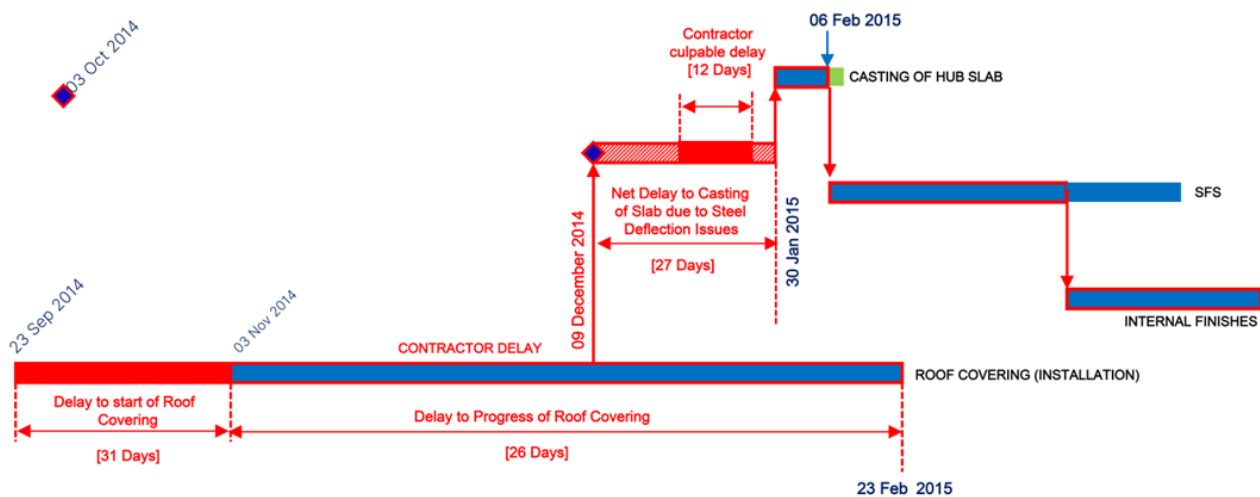 03 Oct 2014
Contractor
culpable delay
[12 Days]
06 Feb 2015
CASTING OF HUB SLAB
SFS
Net Delay to Casting
of Slab due to Steel
Deflection Issues
[27 Days]
09 December 2014
30 Jan 2015
INTERNAL FINISHES
23 Sep 2014
03 Nov 2014
CONTRACTOR DELAY
ROOF COVERING (INSTALLATION)
Delay to start of Roof
Covering
[31 Days]
Delay to Progress of Roof Covering
[26 Days]
23 Feb 2015